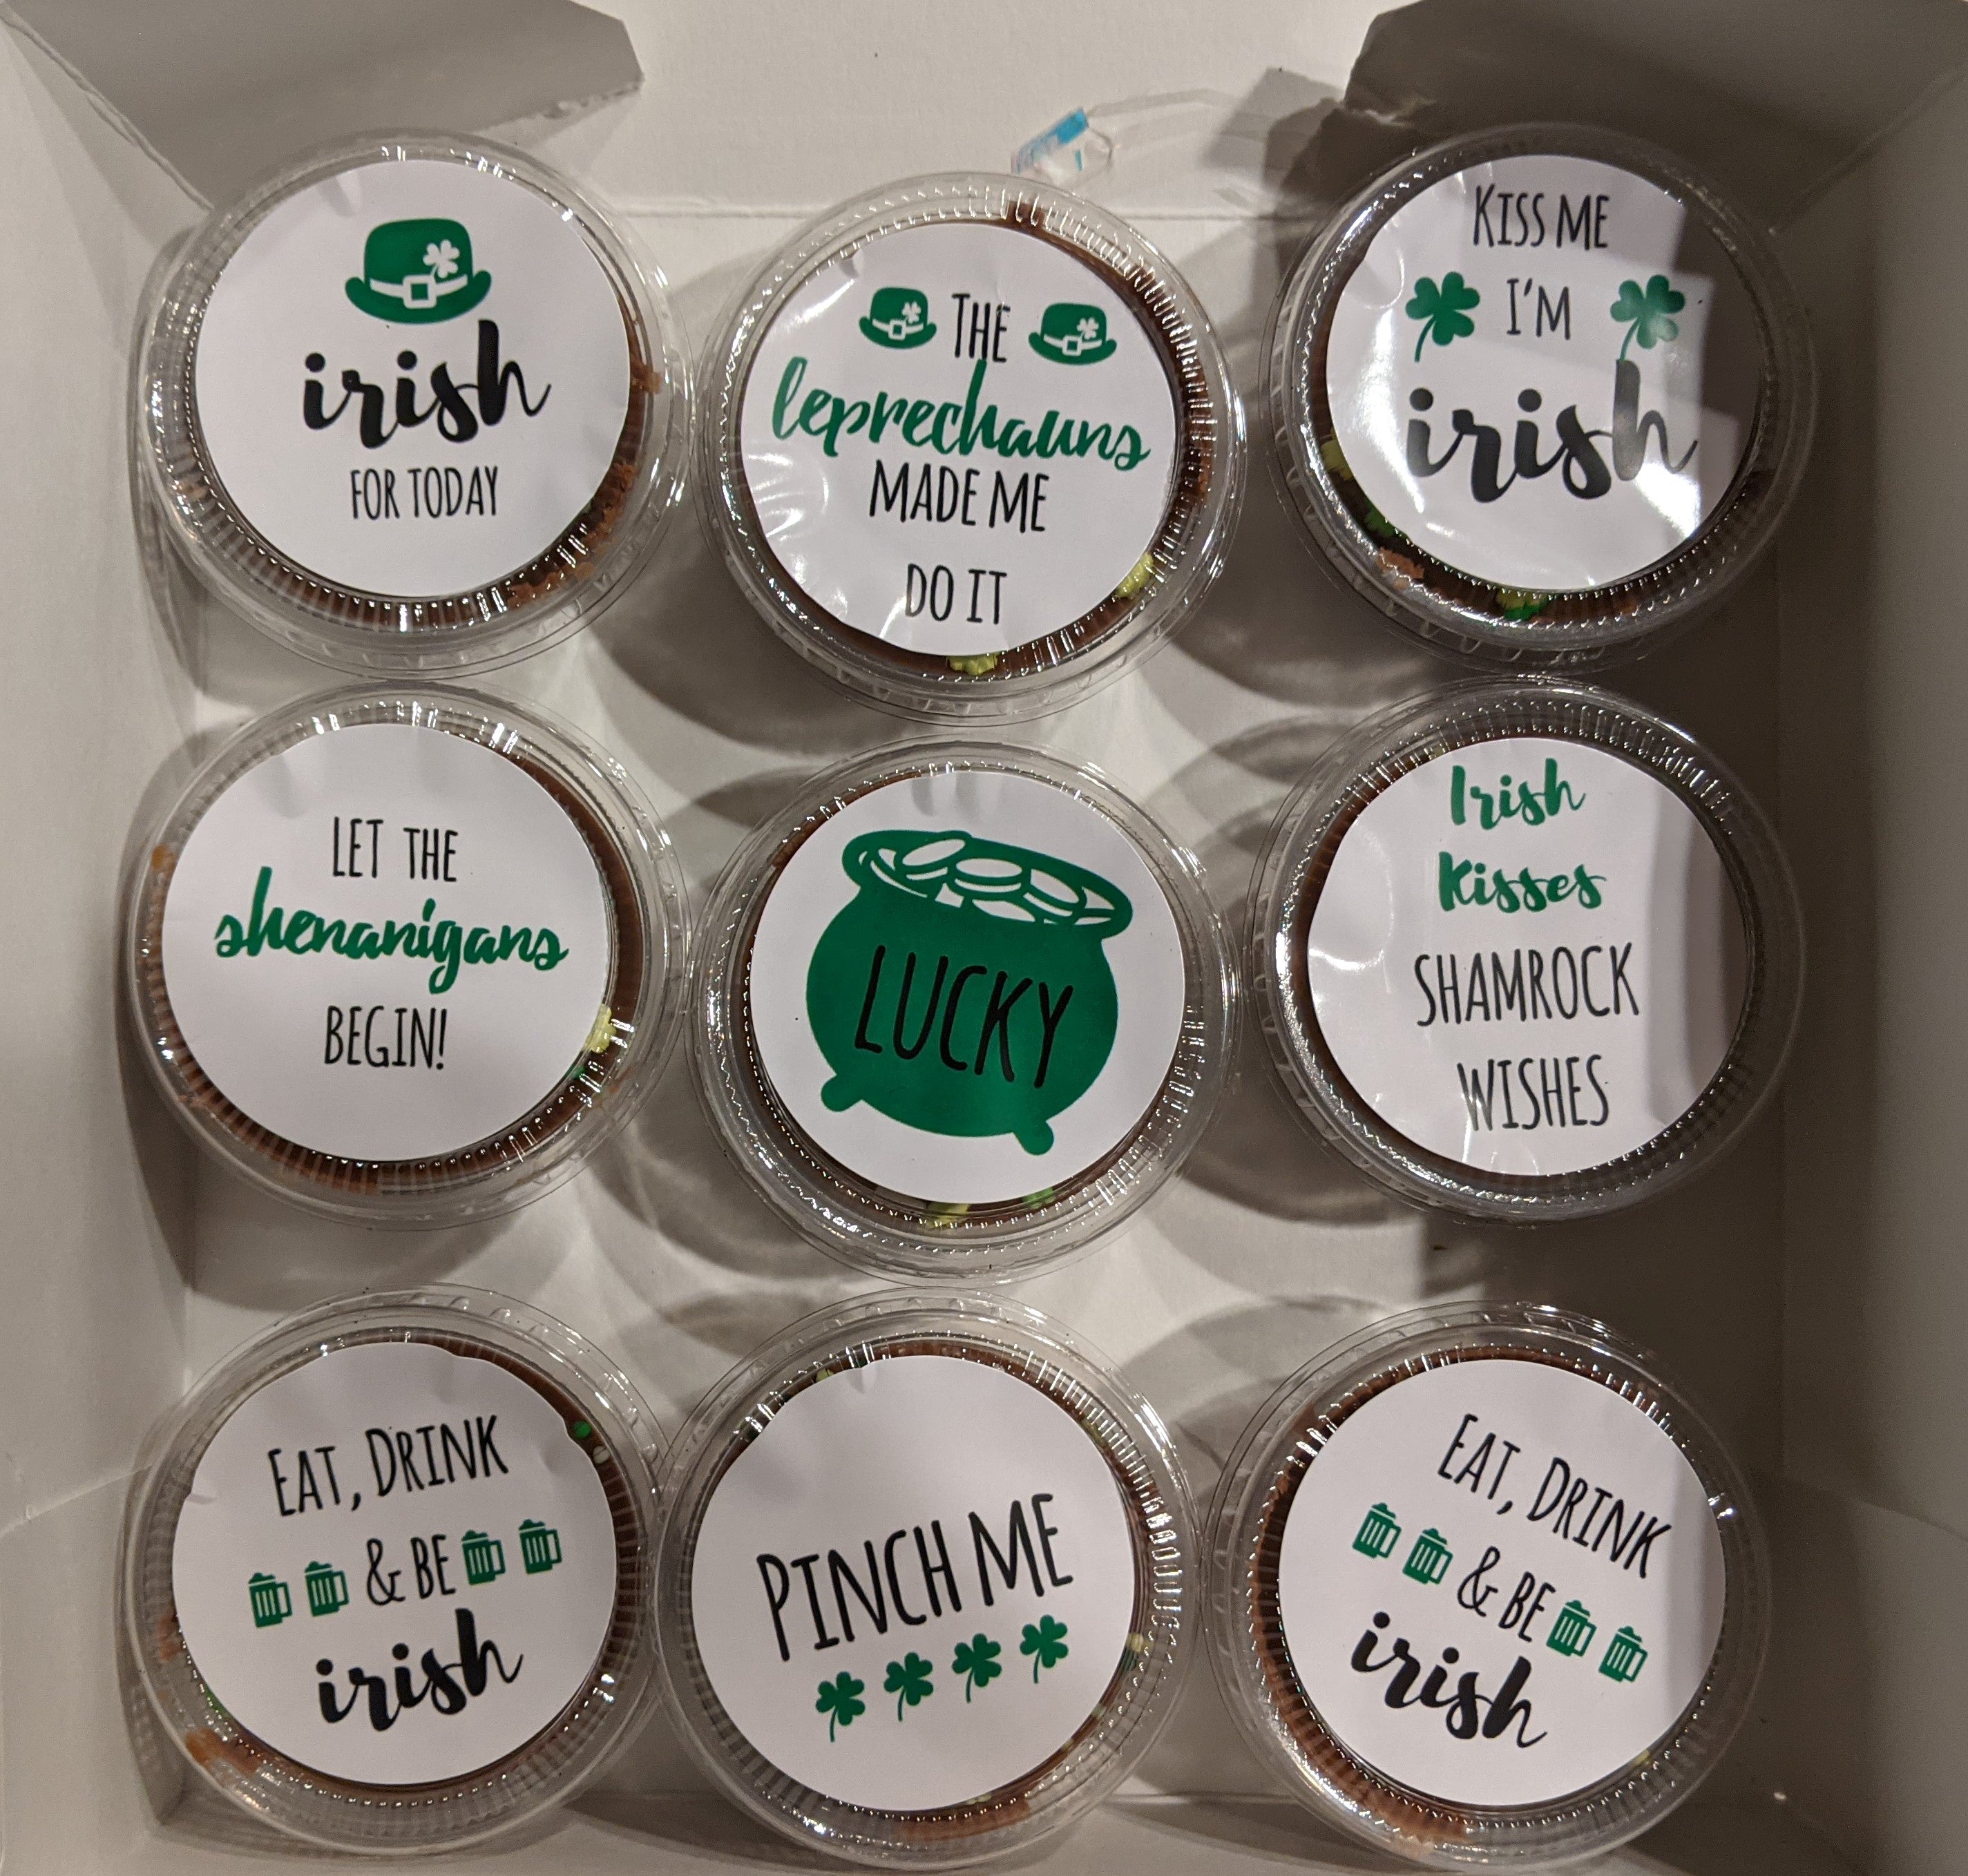 irish
FOR TODAY
THE
leprechauns
MADE ME
DO IT
KISS ME
I'M
irish
LET THE
shenanigans
BEGIN!
LUCKY
Irish
Kisses
SHAMROCK
WISHES
EAT, DRINK
& BE
irish
PINCH ME
EAT, DRINK
& BE
irish